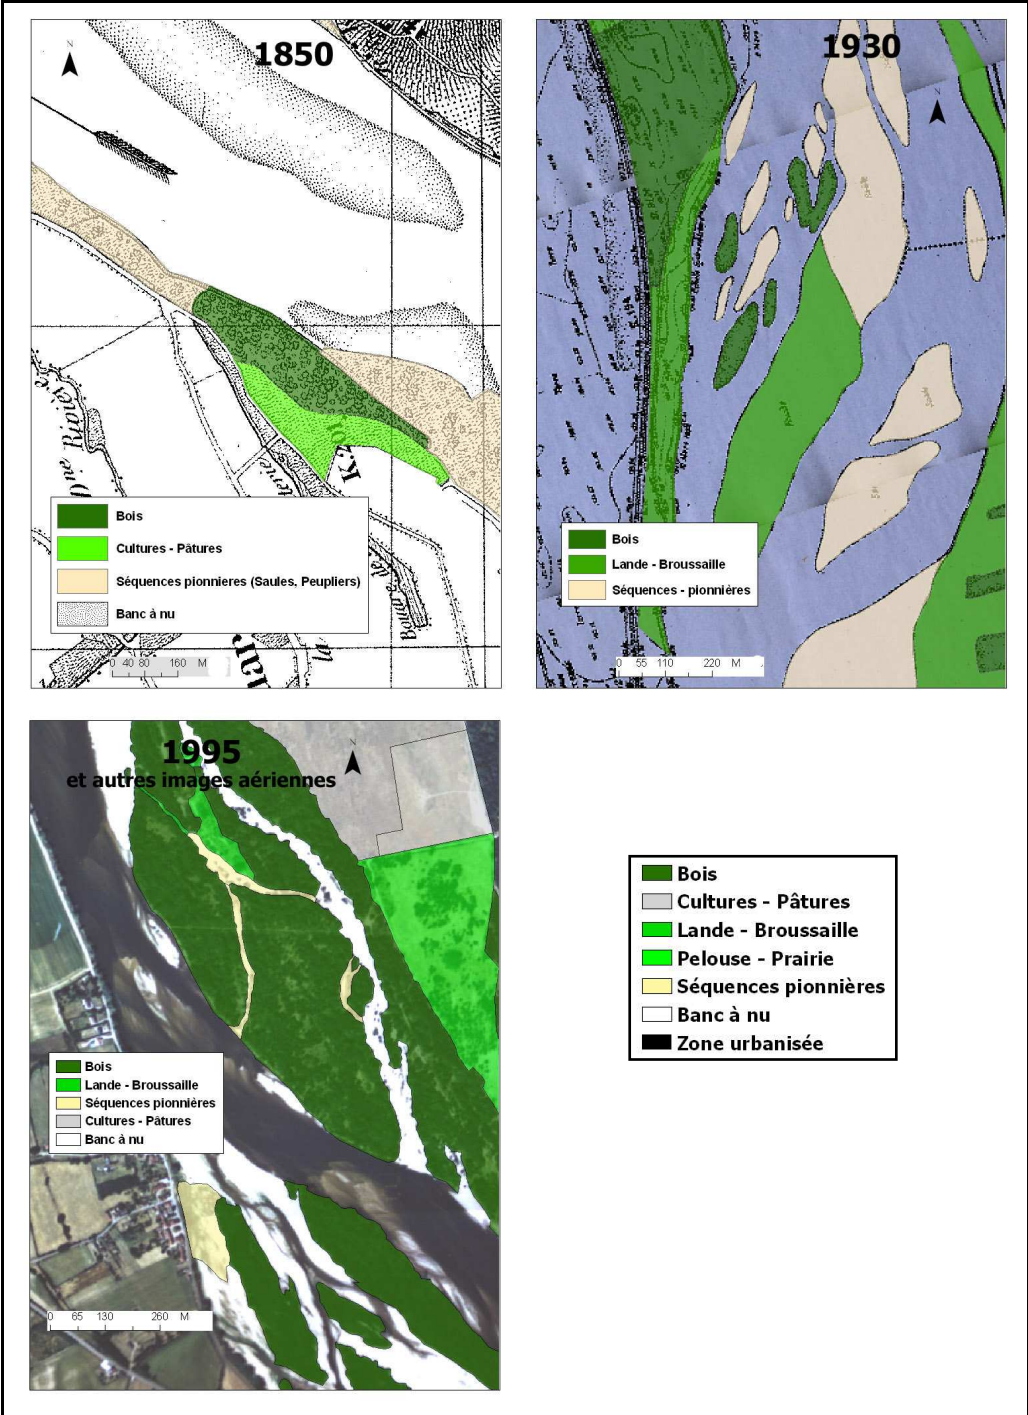 1850
N
Bois
Cultures - Pâtures
Séquences pionnieres (Saules, Peupliers)
Banc à nu
0 40 80 160 M
1930
N
Bois
Lande - Broussaille
Séquences - pionnières
0 55 110 220 M
1995
et autres images aériennes
N
Bois
Lande - Broussaille
Séquences pionnières
Cultures - Pâtures
Banc à nu
0 65 130 260 M
Bois
Cultures - Pâtures
Lande - Broussaille
Pelouse - Prairie
Séquences pionnières
Banc à nu
Zone urbanisée